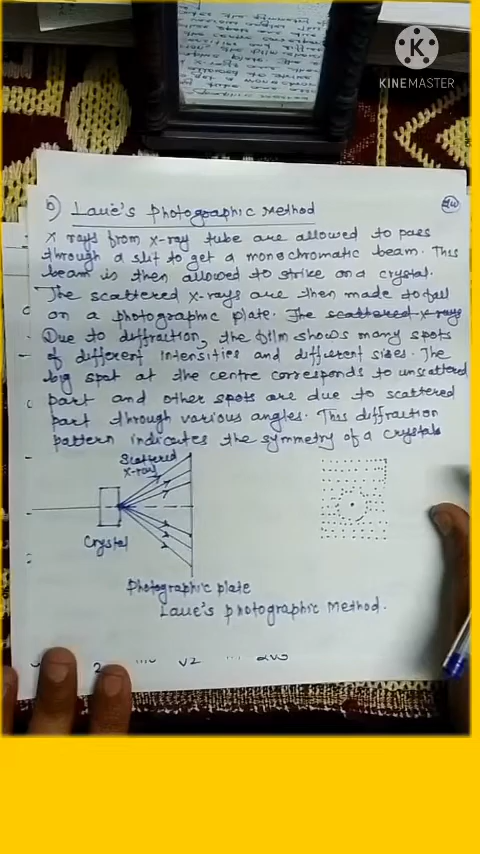 KINEMASTER
b) Laue's Photographic Method
X rays from X-ray tube are allowed to pass
through a slit to get a monochromatic beam. This
beam is then allowed to strike on a crystal.
The scattered X-rays are then made to fall
on a photographic plate. The scattered x-rays
Due to diffraction, the film shows many spots
of different intensities and different sizes. The
big spot at the centre corresponds to unscattered
part and other spots are due to scattered
part through various angles. This diffraction
pattern indicates the symmetry of a crystals
Scattered
X-ray
Crystal
Photographic plate
Laue's photographic Method.